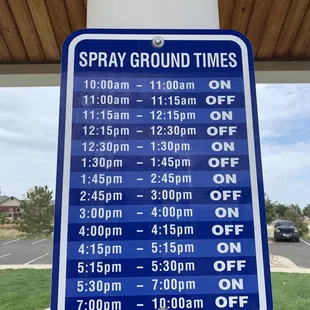 SPRAY GROUND TIMES
10:00am - 11:00am ON
11:00am - 11:15am OFF
11:15am - 12:15pm ON
12:15pm - 12:30pm OFF
12:30pm - 1:30pm ON
1:30pm - 1:45pm OFF
1:45pm - 2:45pm ON
2:45pm - 3:00pm OFF
3:00pm - 4:00pm ON
4:00pm - 4:15pm OFF
4:15pm - 5:15pm ON
5:15pm - 5:30pm OFF
5:30pm - 7:00pm ON
7:00pm - 10:00am OFF